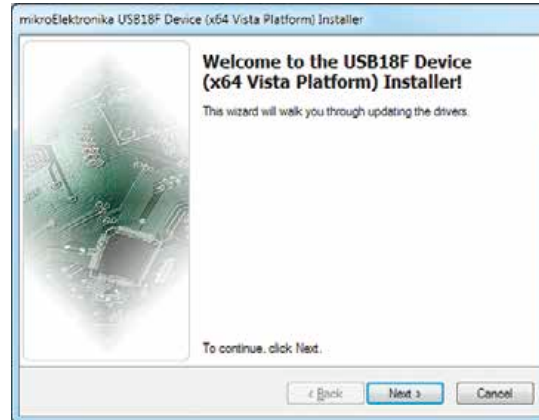 mikroElektronika USB18F Device (x64 Vista Platform) Installer
Welcome to the USB18F Device
(x64 Vista Platform) Installer!
This wizard will walk you through updating the drivers.
To continue, click Next.
< Back
Next >
Cancel